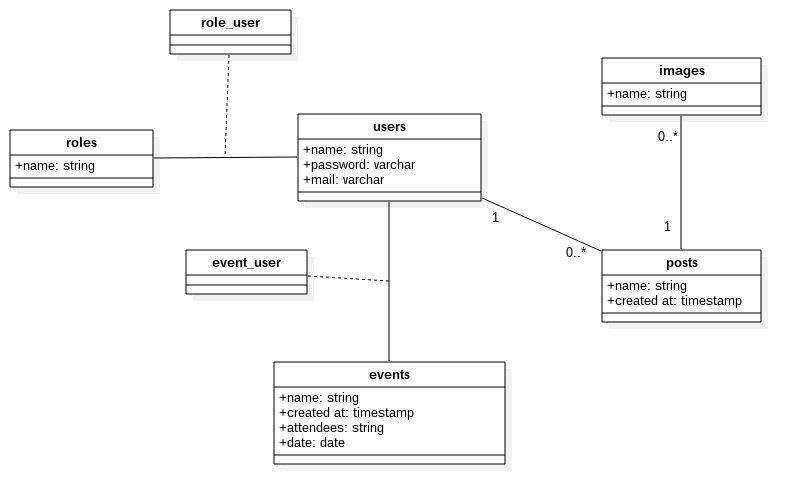 role_user
images
+name: string
users
+name: string
+password: varchar
+mail: varchar
roles
+name: string
0..*
1
1
0..*
event_user
posts
+name: string
+created at: timestamp
events
+name: string
+created at: timestamp
+attendees: string
+date: date